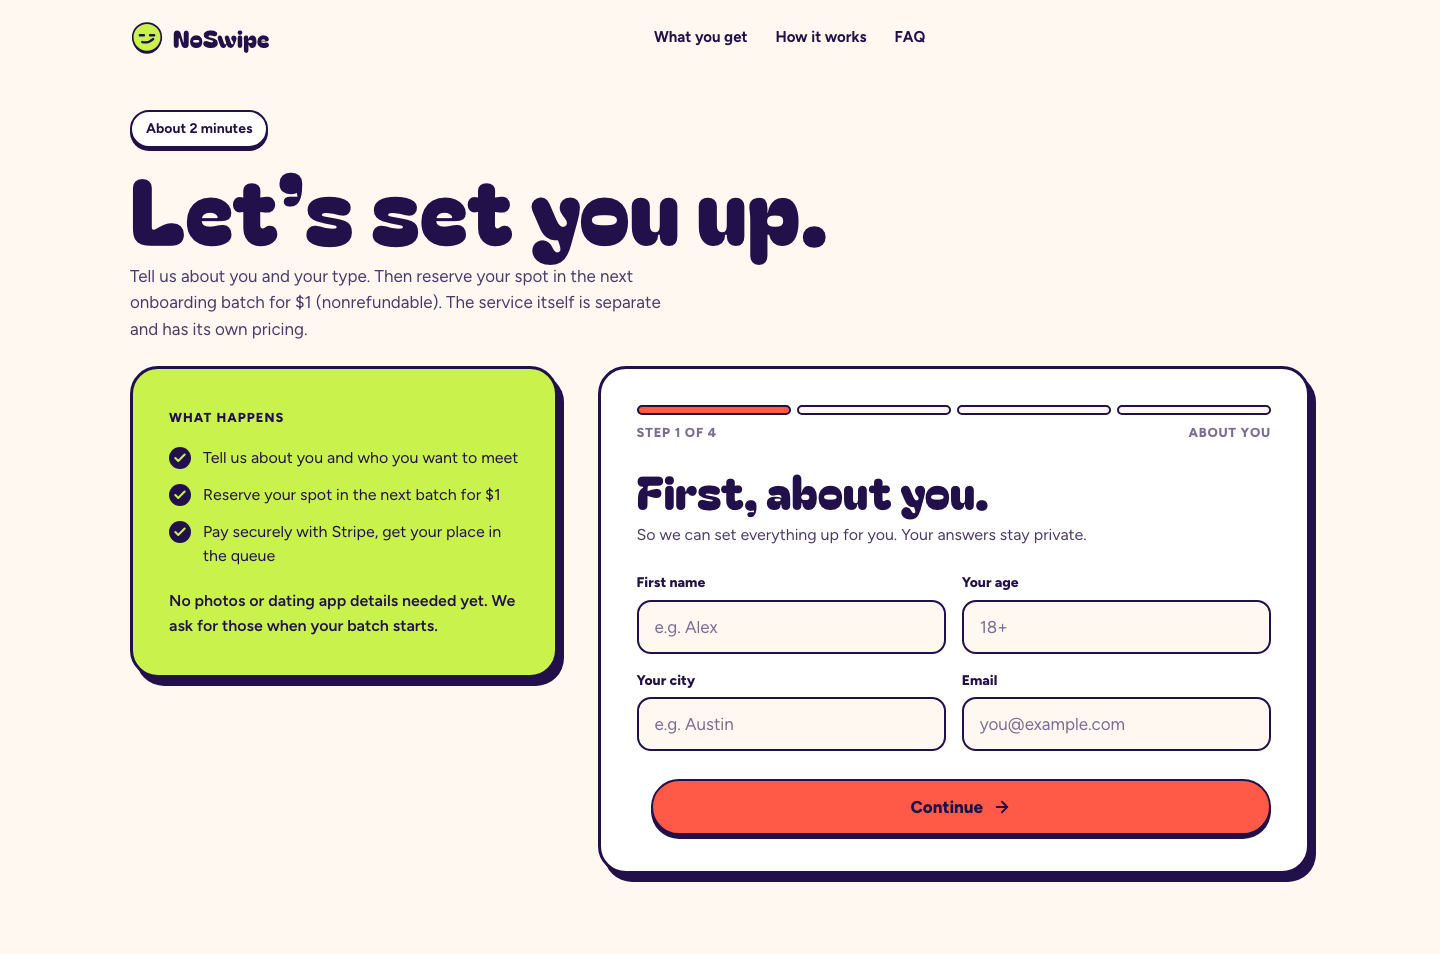 NoSwipe
What you get
How it works
FAQ
About 2 minutes
Let’s set you up.
Tell us about you and your type. Then reserve your spot in the next
onboarding batch for $1 (nonrefundable). The service itself is separate
and has its own pricing.
WHAT HAPPENS
Tell us about you and who you want to meet
Reserve your spot in the next batch for $1
Pay securely with Stripe, get your place in
the queue
No photos or dating app details needed yet. We
ask for those when your batch starts.
STEP 1 OF 4
ABOUT YOU
First, about you.
So we can set everything up for you. Your answers stay private.
First name
Your age
e.g. Alex
18+
Your city
Email
e.g. Austin
you@example.com
Continue →